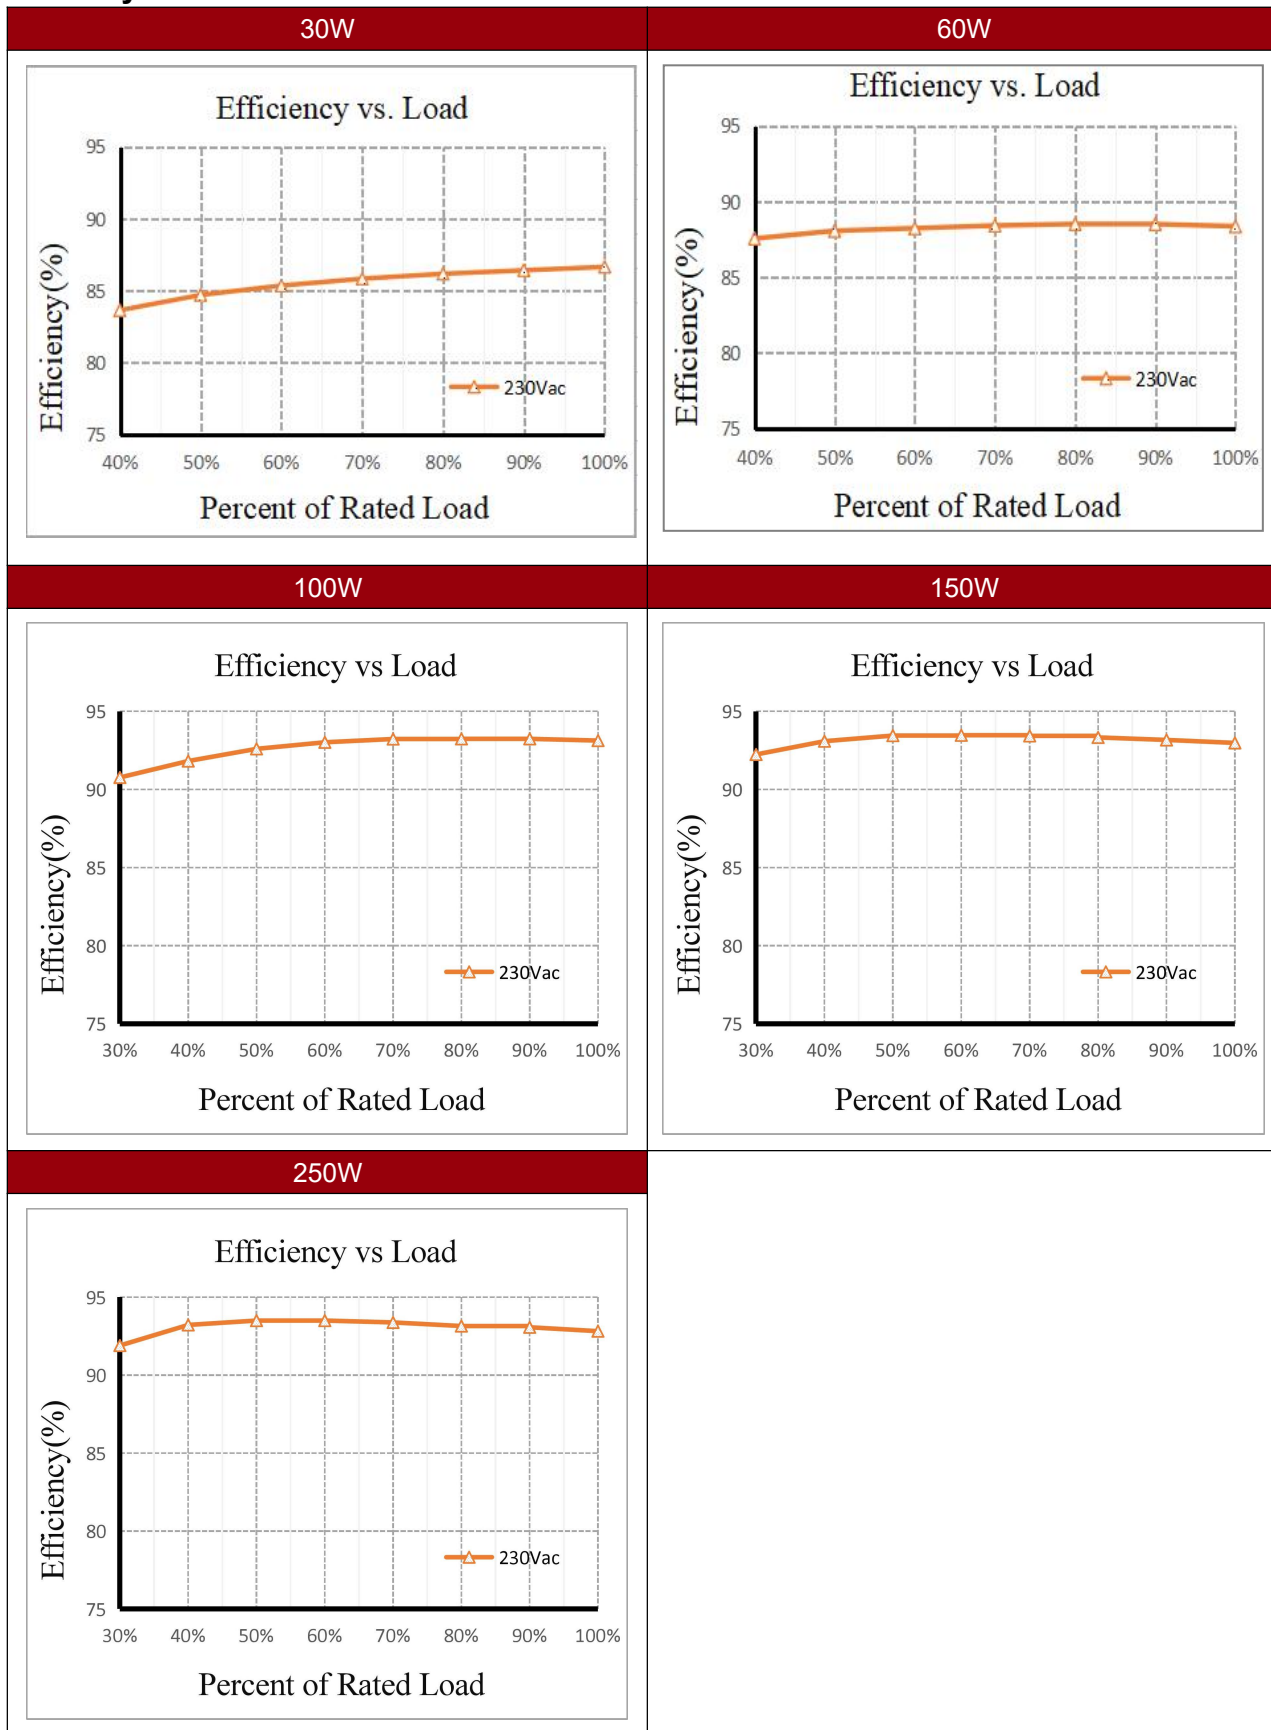 30W
60W
Efficiency vs. Load
95
90
85
80
75
Efficiency(%)
230Vac
40% 50% 60% 70% 80% 90% 100%
Percent of Rated Load
Efficiency vs. Load
95
90
85
80
75
Efficiency(%)
230Vac
40% 50% 60% 70% 80% 90% 100%
Percent of Rated Load
100W
150W
Efficiency vs Load
95
90
85
80
75
Efficiency(%)
230Vac
30% 40% 50% 60% 70% 80% 90% 100%
Percent of Rated Load
Efficiency vs Load
95
90
85
80
75
Efficiency(%)
230Vac
30% 40% 50% 60% 70% 80% 90% 100%
Percent of Rated Load
250W
Efficiency vs Load
95
90
85
80
75
Efficiency(%)
230Vac
30% 40% 50% 60% 70% 80% 90% 100%
Percent of Rated Load